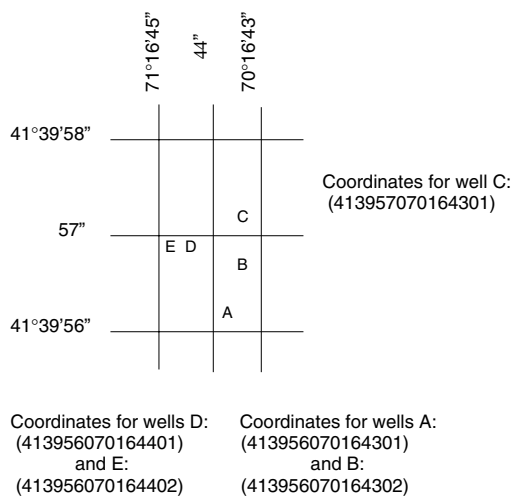 71°16'45”
44”
70°16'43”
41°39'58”
57”
41°39'56”
C
E D
B
A
Coordinates for well C:
(413957070164301)
Coordinates for wells D:
(413956070164401)
and E:
(413956070164402)
Coordinates for wells A:
(413956070164301)
and B:
(413956070164302)